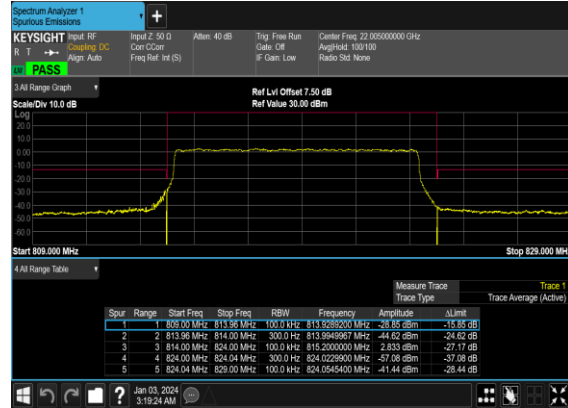 Spectrum Analyzer 1
Spurious Emissions
KEYSIGHT
R T
LM PASS
Input: RF
Coupling: DC
Align: Auto
Input Z: 50 Ω
Corr CCorr
Freq Ref: Int (S)
Atten: 40 dB
Trig: Free Run
Gate: Off
IF Gain: Low
Center Freq: 22.005000000 GHz
Avg|Hold: 100/100
Radio Std: None
3 All Range Graph
Ref Lvl Offset 7.50 dB
Scale/Div 10.0 dB
Ref Value 30.00 dBm
Log
20.0
10.0
0.00
-10.0
-20.0
-30.0
-40.0
-50.0
-60.0
Start 809.000 MHz
Stop 829.000 MH
4 All Range Table
Measure Trace Trace 1
Trace Type Trace Average (Active)
Spur Range Start Freq Stop Freq RBW Frequency Amplitude ΔLimit
1 1 809.00 MHz 813.96 MHz 100.0 kHz 813.9289200 MHz -28.85 dBm -15.85 dB
2 2 813.96 MHz 814.00 MHz 300.0 Hz 813.9949967 MHz -44.62 dBm -24.62 dB
3 3 814.00 MHz 824.00 MHz 100.0 kHz 815.2000000 MHz 2.833 dBm -27.17 dB
4 4 824.00 MHz 824.04 MHz 300.0 Hz 824.0229900 MHz -57.08 dBm -37.08 dB
5 5 824.04 MHz 829.00 MHz 100.0 kHz 824.0545400 MHz -41.44 dBm -28.44 dB
Jan 03, 2024
3:19:24 AM